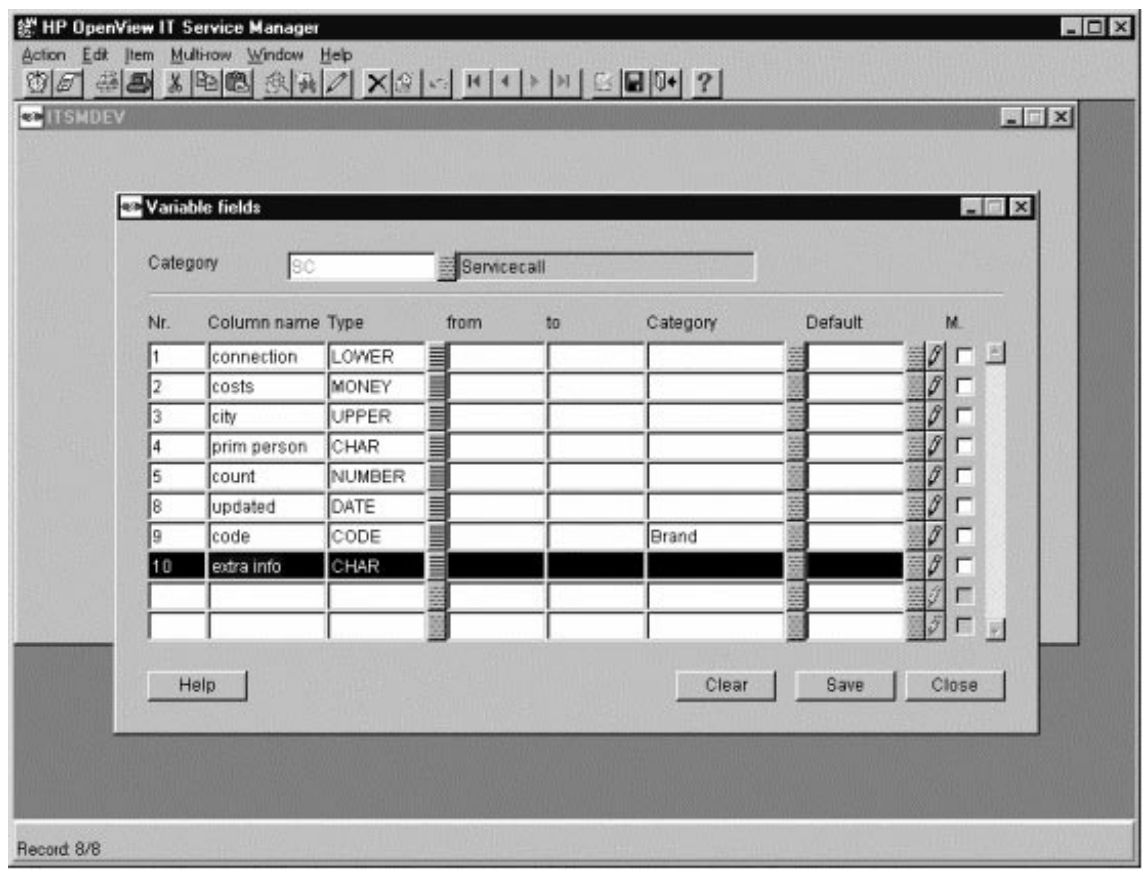 HP OpenView IT Service Manager
Action Edit Item Multi-row Window Help
ITSMDEV
Variable fields
Category SC Servicecall
Nr. Column name Type from to Category Default M.
1 connection LOWER
2 costs MONEY
3 city UPPER
4 prim person CHAR
5 count NUMBER
8 updated DATE
9 code CODE Brand
10 extra info CHAR
Help Clear Save Close
Record: 8/8